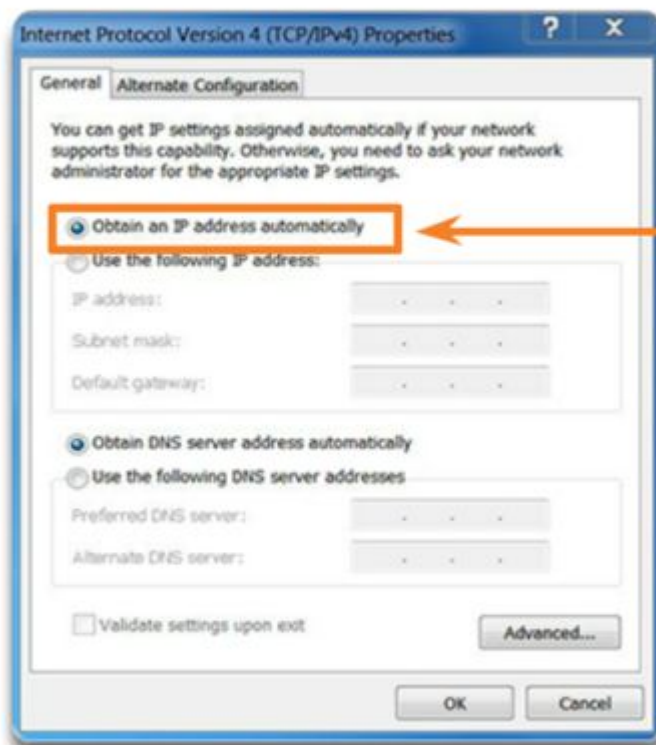 Internet Protocol Version 4 (TCP/IPv4) Properties
General
Alternate Configuration
You can get IP settings assigned automatically if your network
supports this capability. Otherwise, you need to ask your network
administrator for the appropriate IP settings.
Obtain an IP address automatically
Use the following IP address:
IP address:
Subnet mask:
Default gateway:
Obtain DNS server address automatically
Use the following DNS server addresses
Preferred DNS server:
Alternate DNS server:
Validate settings upon exit
Advanced...
OK
Cancel